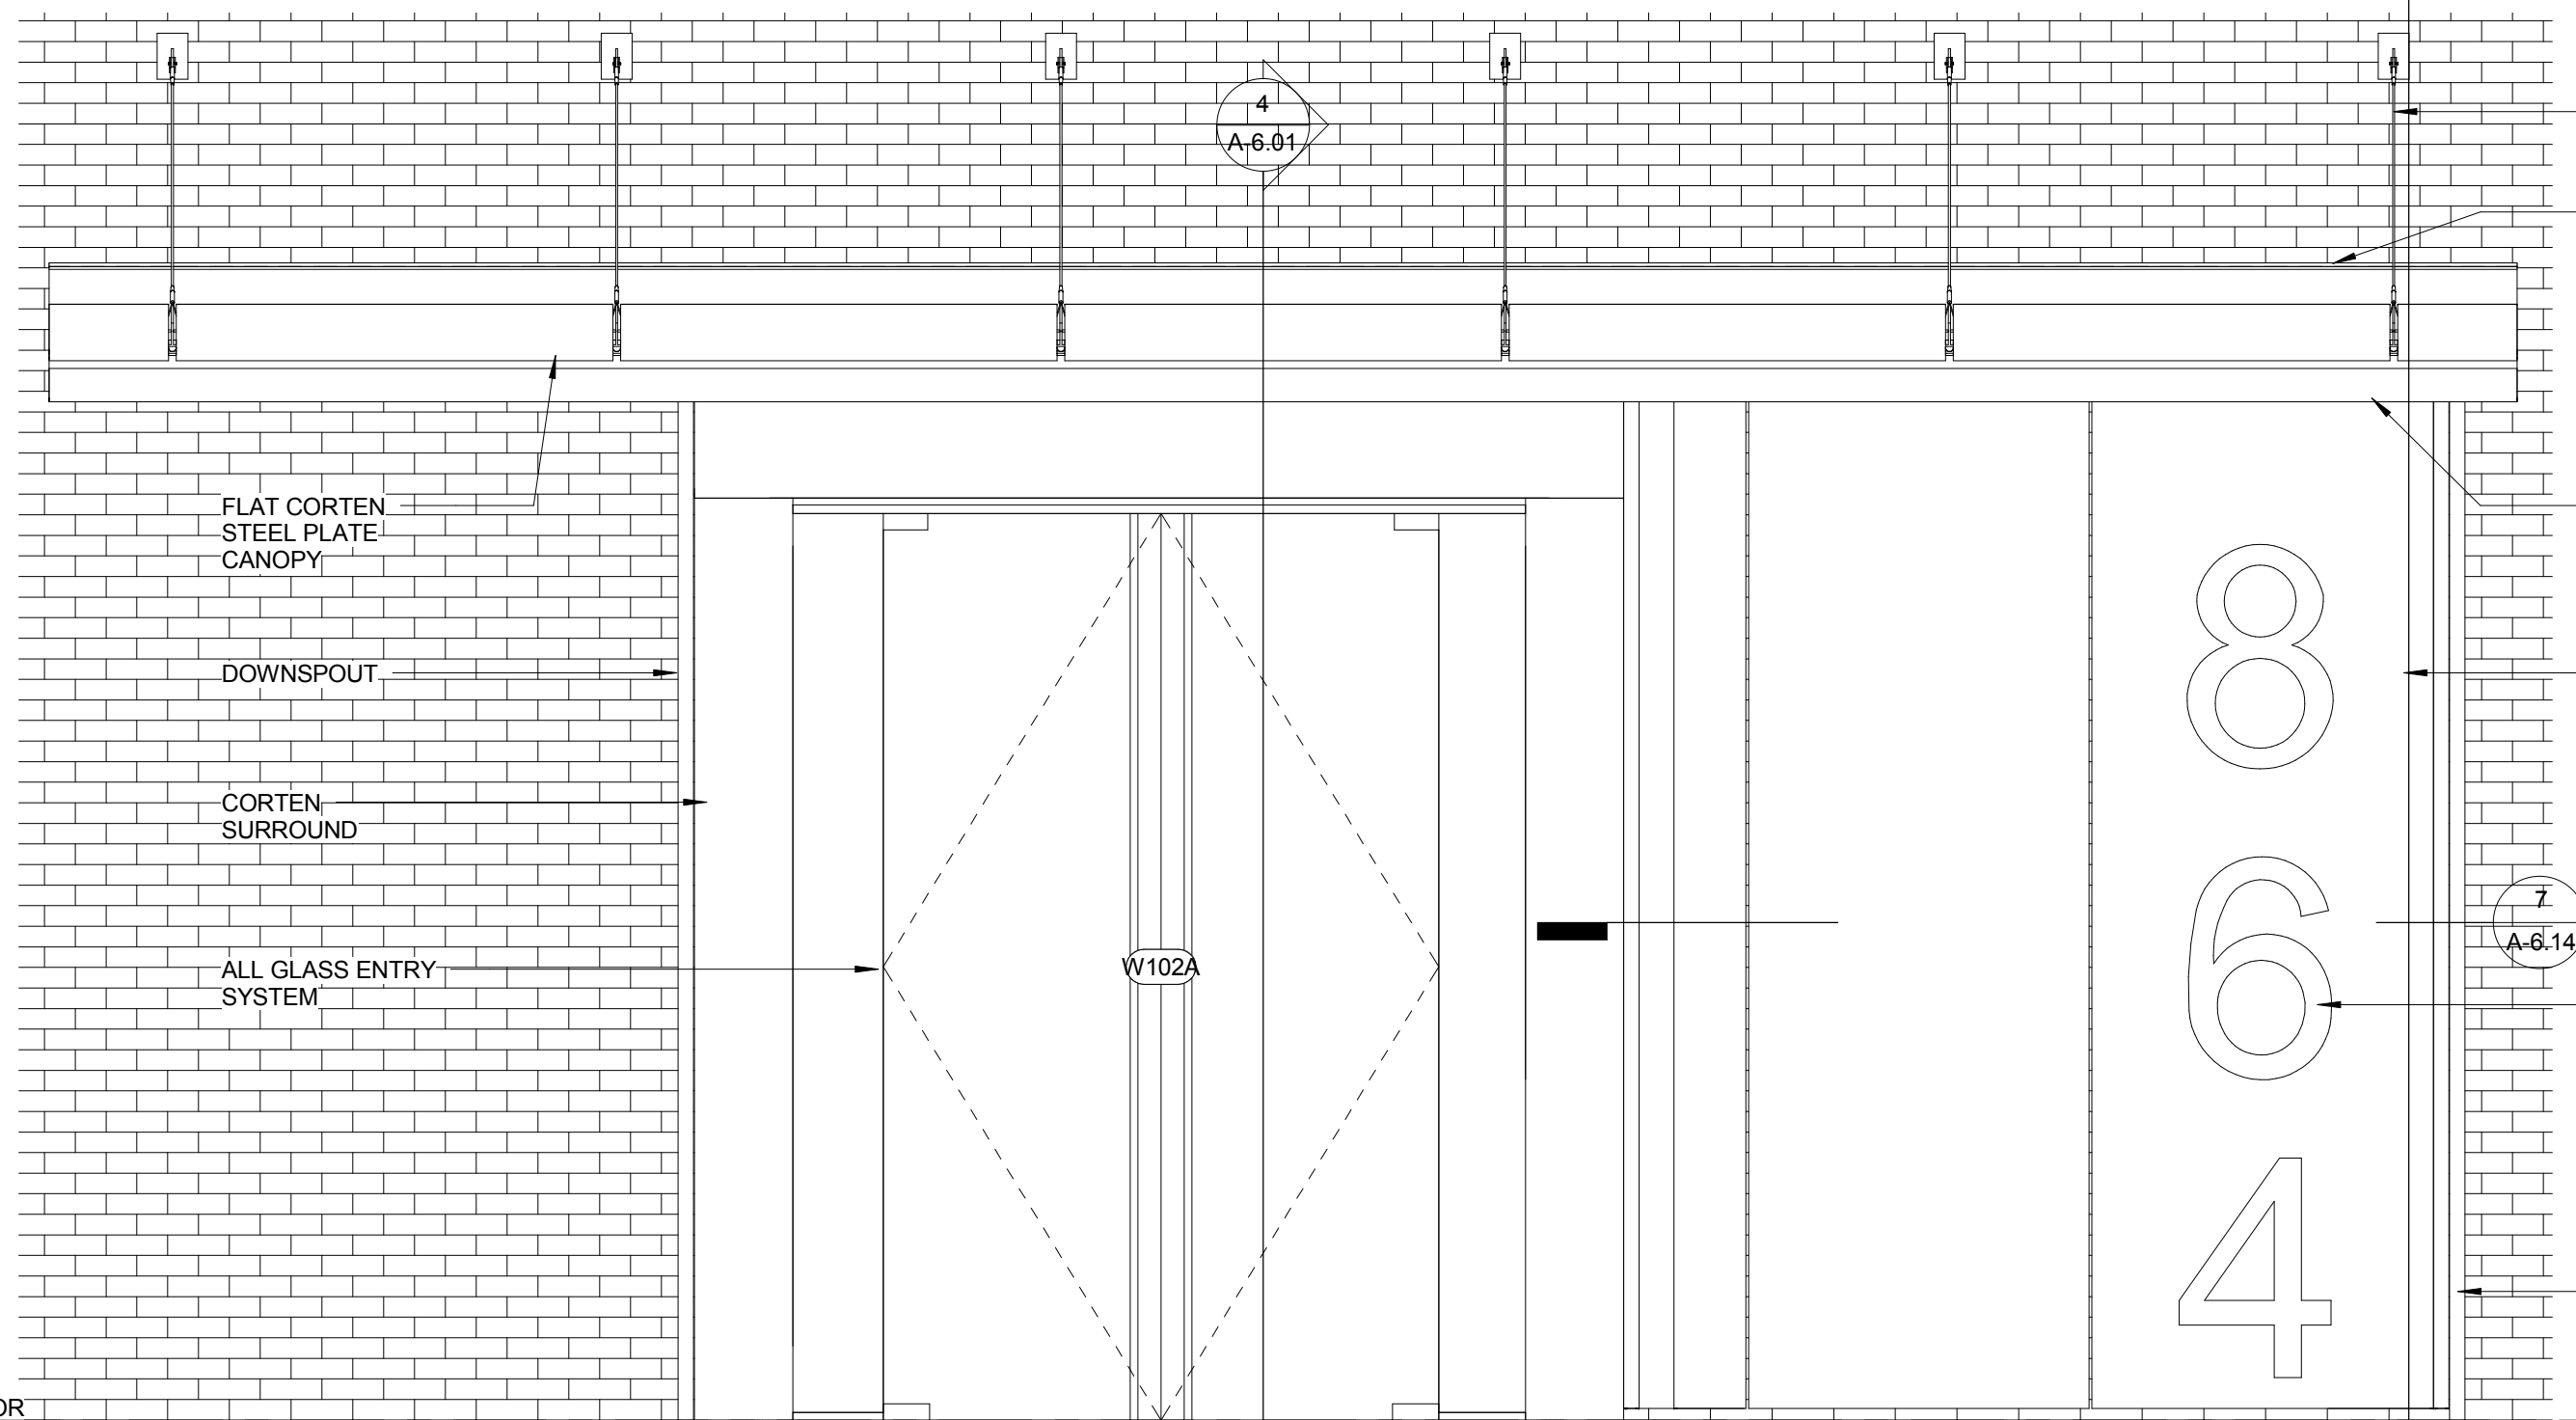 4
A-6.01
FLAT CORTEN
STEEL PLATE
CANOPY
DOWNSPOUT
CORTEN
SURROUND
ALL GLASS ENTRY
SYSTEM
W102A
8
6
4
7
A-6.14